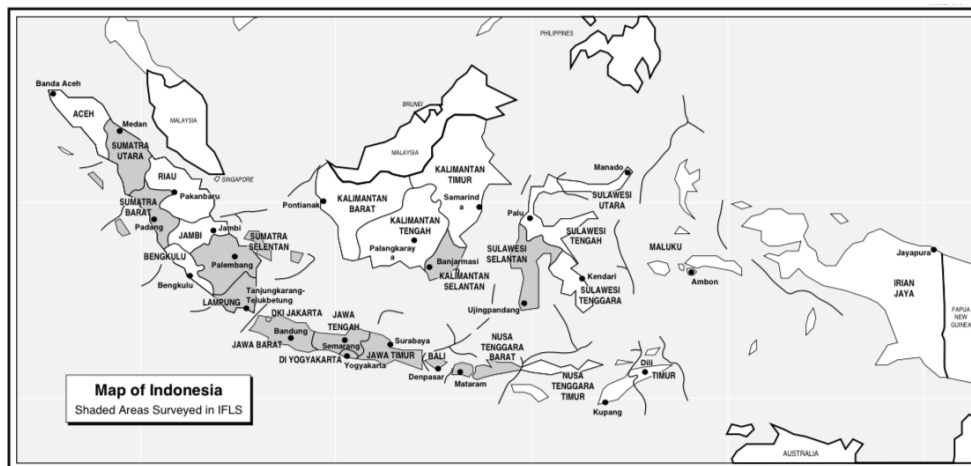 PHILIPPINES
Banda Aceh
ACEH
MALAYSIA
BRUNEI
Medan
SUMATRA
UTARA
MALAYSIA
KALIMANTAN
TIMUR
Manado
RIAU
SINGAPORE
Pakanbaru
SUMATRA
BARAT
Padang
Pontianak
KALIMANTAN
BARAT
Samarind
a
SULAWESI
UTARA
KALIMANTAN
TENGAH
Palu
JAMBI
Jambi
SUMATRA
SELENTAN
Palangkaray
a
SULAWESI
TENGAH
SULAWESI
SELANTAN
MALUKU
Jayapura
BENGKULU
Palembang
Banjarmasi
n
KALIMANTAN
SELANTAN
Bengkulu
Kendari
Ambon
SULAWESI
TENGGARA
IRIAN
JAYA
Tanjungkarang-
Telukbetung
LAMPUNG
Ujingpandang
PAPUA
NEW
GUINEA
DKI JAKARTA
JAWA
TENGAH
Bandung
JAWA BARAT
Semarang
Surabaya
NUSA
TENGGARA
BARAT
DI YOGYAKARTA
Yogyakarta
JAWA TIMUR
BALI
Denpasar
Mataram
Dili
TIMUR
NUSA
TENGGARA
TIMUR
Kupang
Map of Indonesia
Shaded Areas Surveyed in IFLS
AUSTRALIA